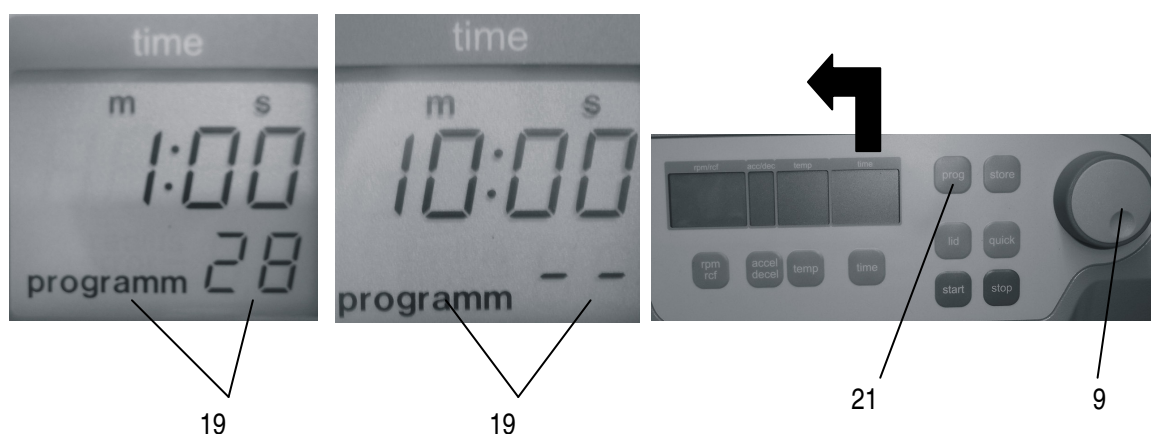 time
m s
1:00
programm 28
19
time
m s
10:00
programm --
19
rpm/rcf accel/decel temp time
prog store
lid quick
rpm rcf accel decel temp time
start stop
21
9